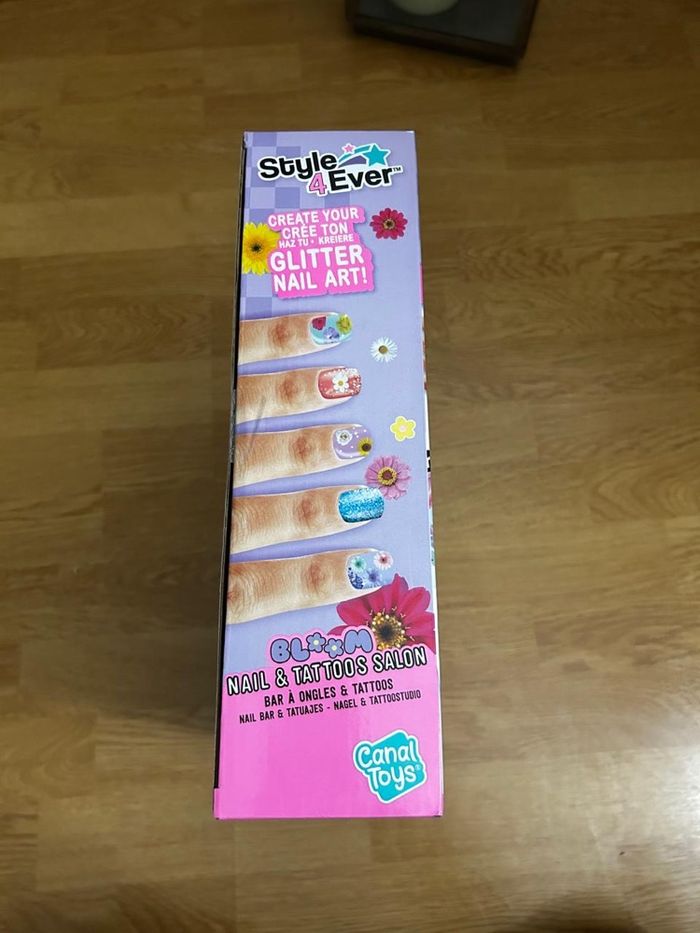 Style
4 Ever™
CREATE YOUR
CRÉE TON
HAZ TU • KREIERE
GLITTER
NAIL ART!
BLOOM
NAIL & TATTOOS SALON
BAR À ONGLES & TATTOOS
NAIL BAR & TATUAJES - NAGEL & TATTOOSTUDIO
Canal
Toys®